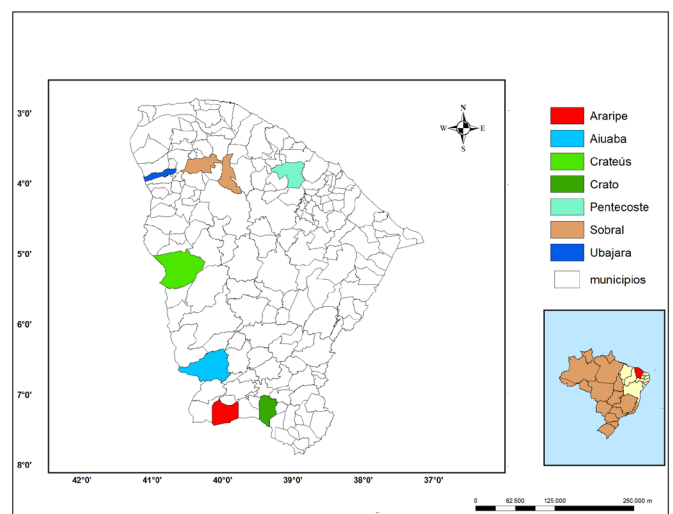 3°0'
4°0'
5°0'
6°0'
7°0'
8°0'
42°0'
41°0'
40°0'
39°0'
38°0'
37°0'
N
W
E
S
Araripe
Aiuaba
Crateús
Crato
Pentecoste
Sobral
Ubajara
municipios
0
62.500
125.000
250.000 m